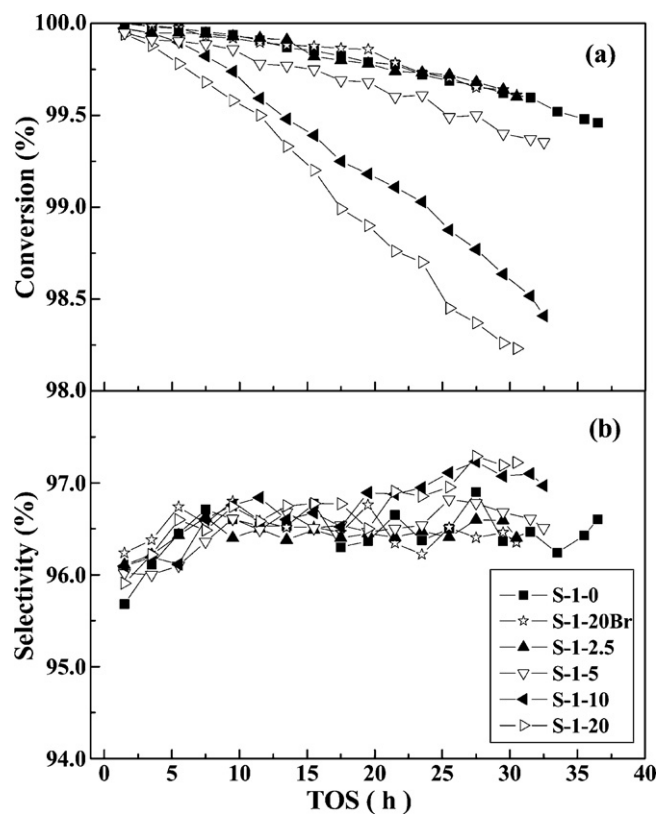 100.0
(a)
99.5
99.0
98.5
98.0
Conversion (%)
(b)
97.0
96.0
95.0
94.0
Selectivity (%)
S-1-0
S-1-20Br
S-1-2.5
S-1-5
S-1-10
S-1-20
0 5 10 15 20 25 30 35 40
TOS ( h )